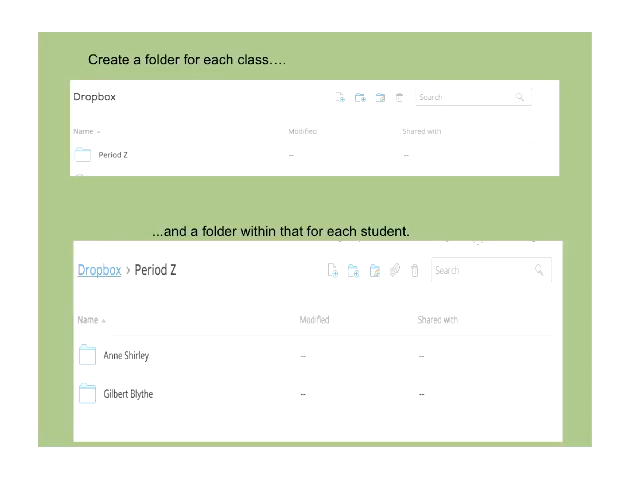 Create a folder for each class….
Dropbox
Search
Name
Modified
Shared with
Period Z
--
--
...and a folder within that for each student.
Dropbox › Period Z
Search
Name
Modified
Shared with
Anne Shirley
--
--
Gilbert Blythe
--
--